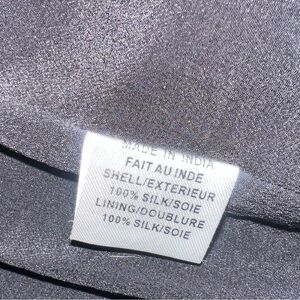 MADE IN INDIA
FAIT AU INDE
SHELL/EXTERIEUR
100% SILK/SOIE
LINING/DOUBLURE
100% SILK/SOIE